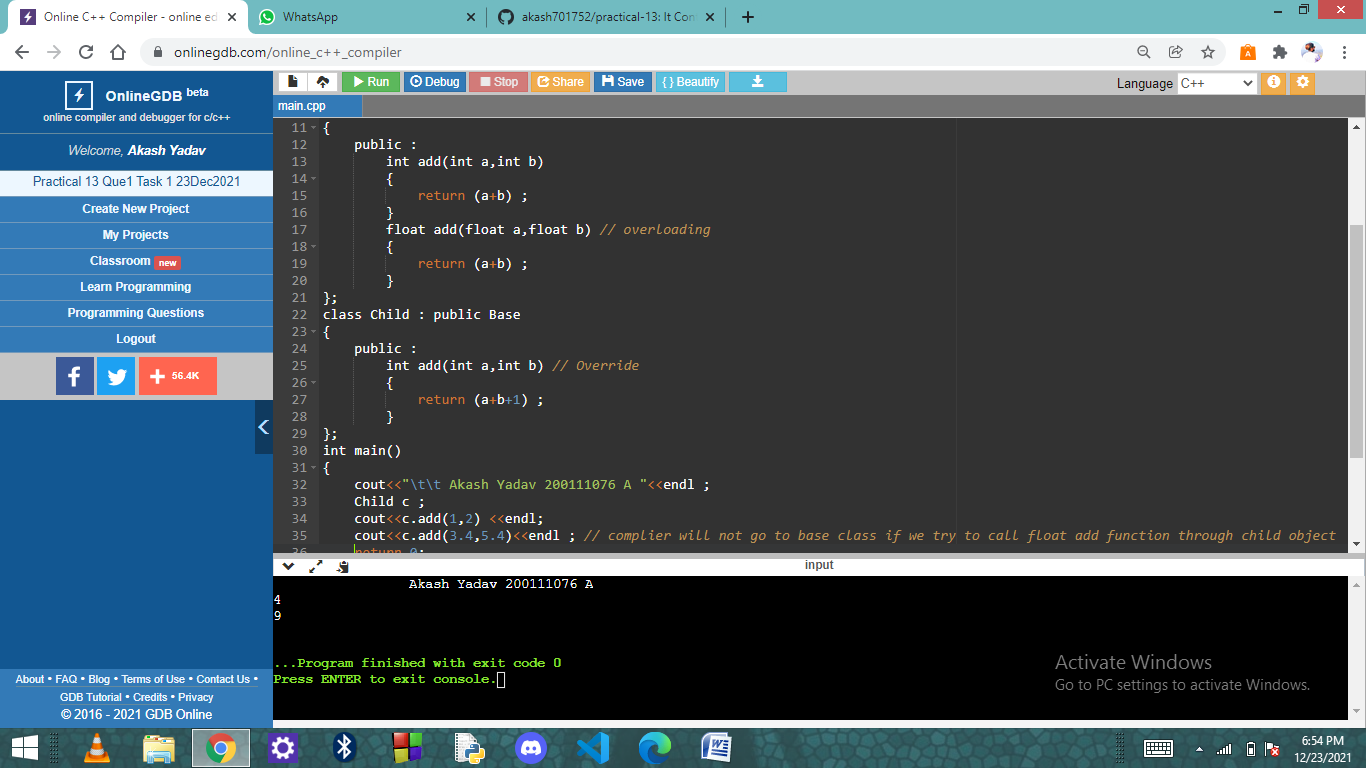 Online C++ Compiler - online ed
WhatsApp
akash701752/practical-13: It Con
onlinegdb.com/online_c++_compiler
OnlineGDB beta
online compiler and debugger for c/c++
Welcome, Akash Yadav
Practical 13 Que1 Task 1 23Dec2021
Create New Project
My Projects
Classroom new
Learn Programming
Programming Questions
Logout
56.4K
About • FAQ • Blog • Terms of Use • Contact Us •
GDB Tutorial • Credits • Privacy
© 2016 - 2021 GDB Online
Run Debug Stop Share Save { } Beautify
Language C++
main.cpp
11 {
12 public :
13 int add(int a,int b)
14 {
15 return (a+b) ;
16 }
17 float add(float a,float b) // overloading
18 {
19 return (a+b) ;
20 }
21 };
22 class Child : public Base
23 {
24 public :
25 int add(int a,int b) // Override
26 {
27 return (a+b+1) ;
28 }
29 };
30 int main()
31 {
32 cout<<"\t\t Akash Yadav 200111076 A "<<endl ;
33 Child c ;
34 cout<<c.add(1,2) <<endl;
35 cout<<c.add(3.4,5.4)<<endl ; // complier will not go to base class if we try to call float add function through child object
36 return 0;
input
Akash Yadav 200111076 A
4
9
...Program finished with exit code 0
Press ENTER to exit console.
Activate Windows
Go to PC settings to activate Windows.
6:54 PM
12/23/2021